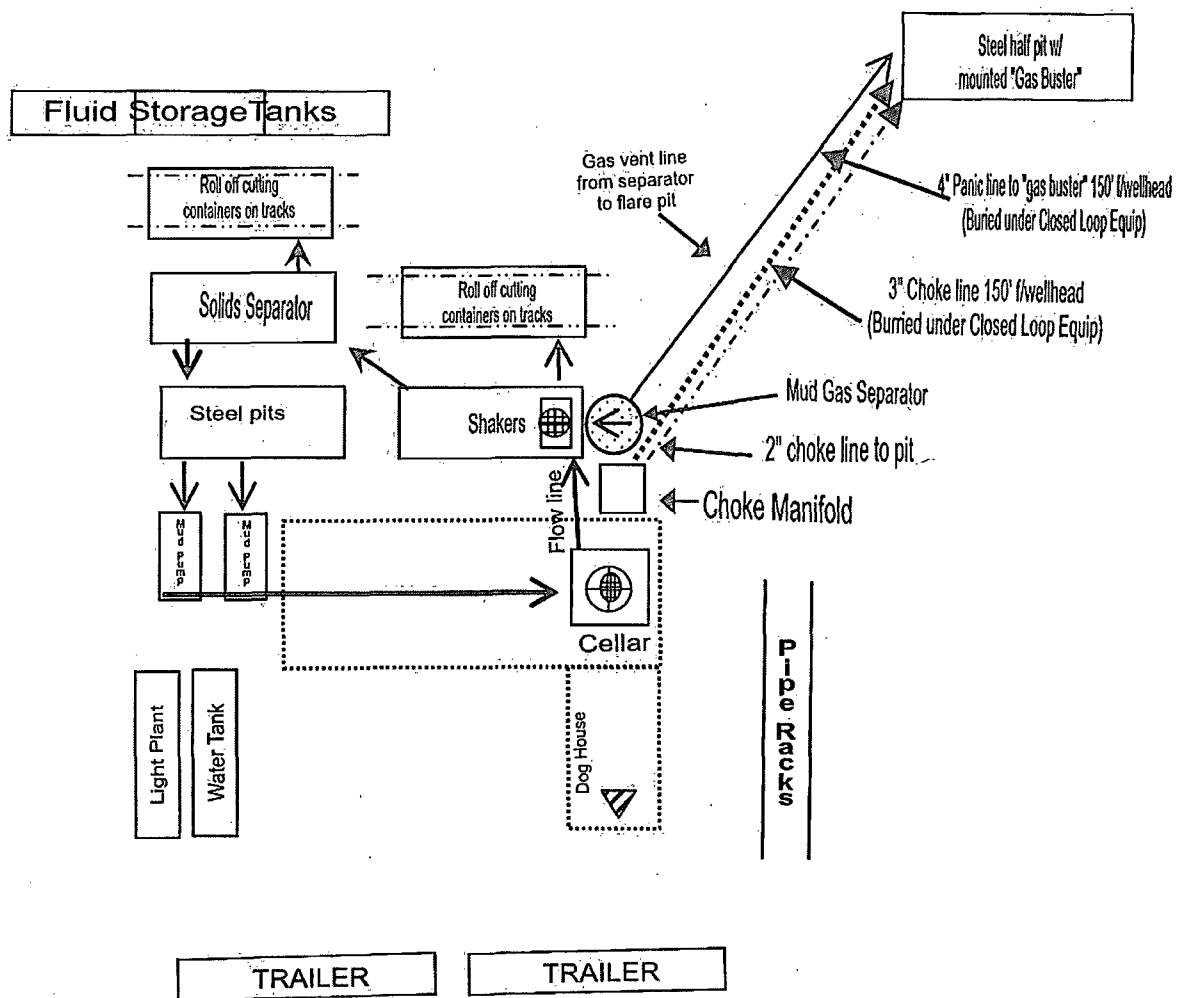 Steel half pit w/
mounted "Gas Buster"
Fluid StorageTanks
Gas vent line
from separator
to flare pit
Roll off cutting
containers on tracks
4" Panic line to "gas buster" 150' f/wellhead
(Buried under Closed Loop Equip)
Solids Separator
Roll off cutting
containers on tracks
3" Choke line 150' f/wellhead
(Burried under Closed Loop Equip)
Steel pits
Shakers
Mud Gas Separator
2" choke line to pit
Choke Manifold
Flow line
Mud pump
Mud pump
Cellar
Pipe Racks
Light Plant
Water Tank
Dog House
TRAILER
TRAILER